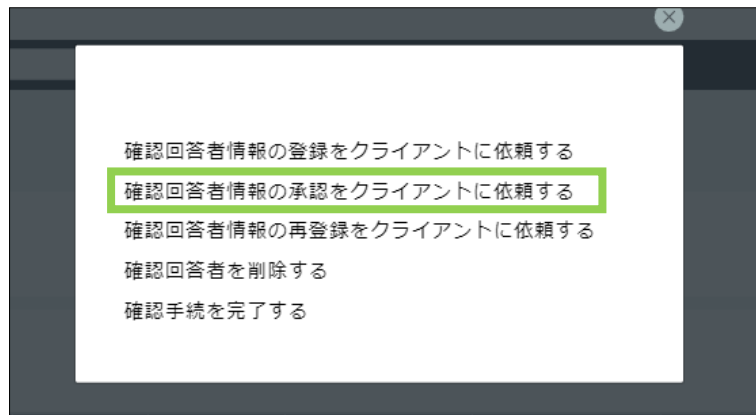 確認回答者情報の登録をクライアントに依頼する
確認回答者情報の承認をクライアントに依頼する
確認回答者情報の再登録をクライアントに依頼する
確認回答者を削除する
確認手続を完了する